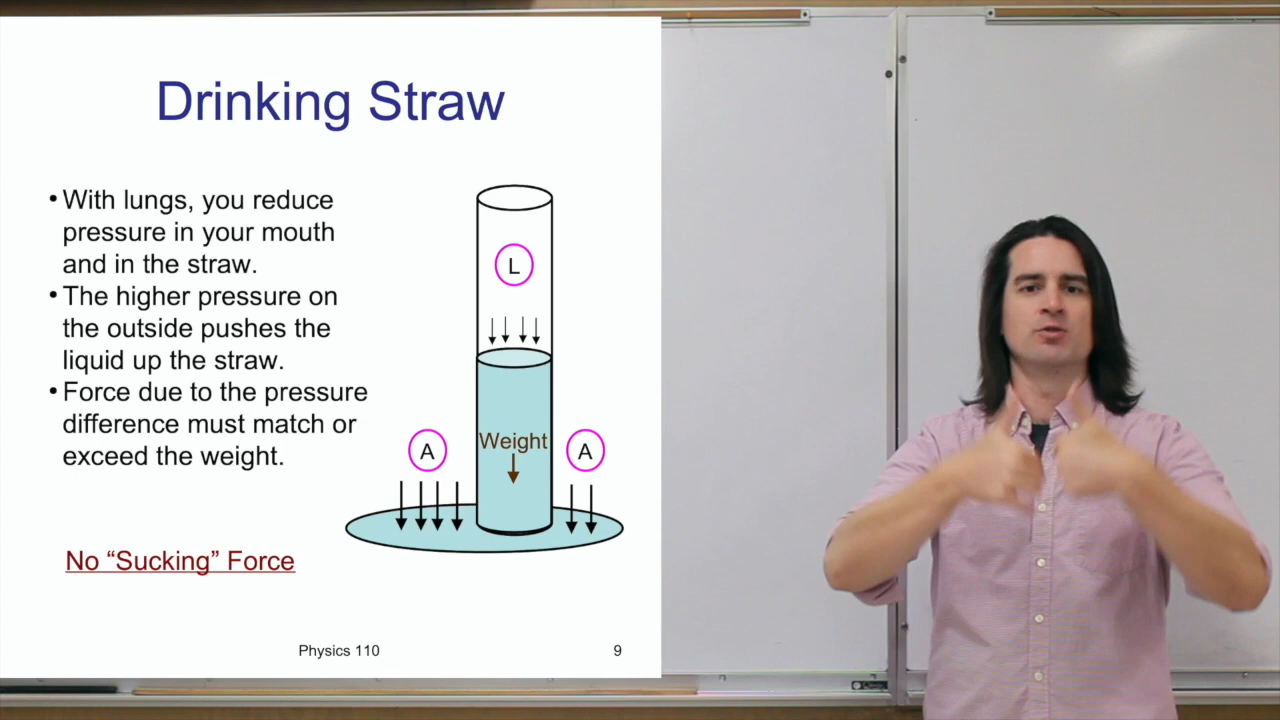 Drinking Straw
• With lungs, you reduce
pressure in your mouth
and in the straw.
• The higher pressure on
the outside pushes the
liquid up the straw.
• Force due to the pressure
difference must match or
exceed the weight.
L
Weight
A
A
No “Sucking” Force
Physics 110
9